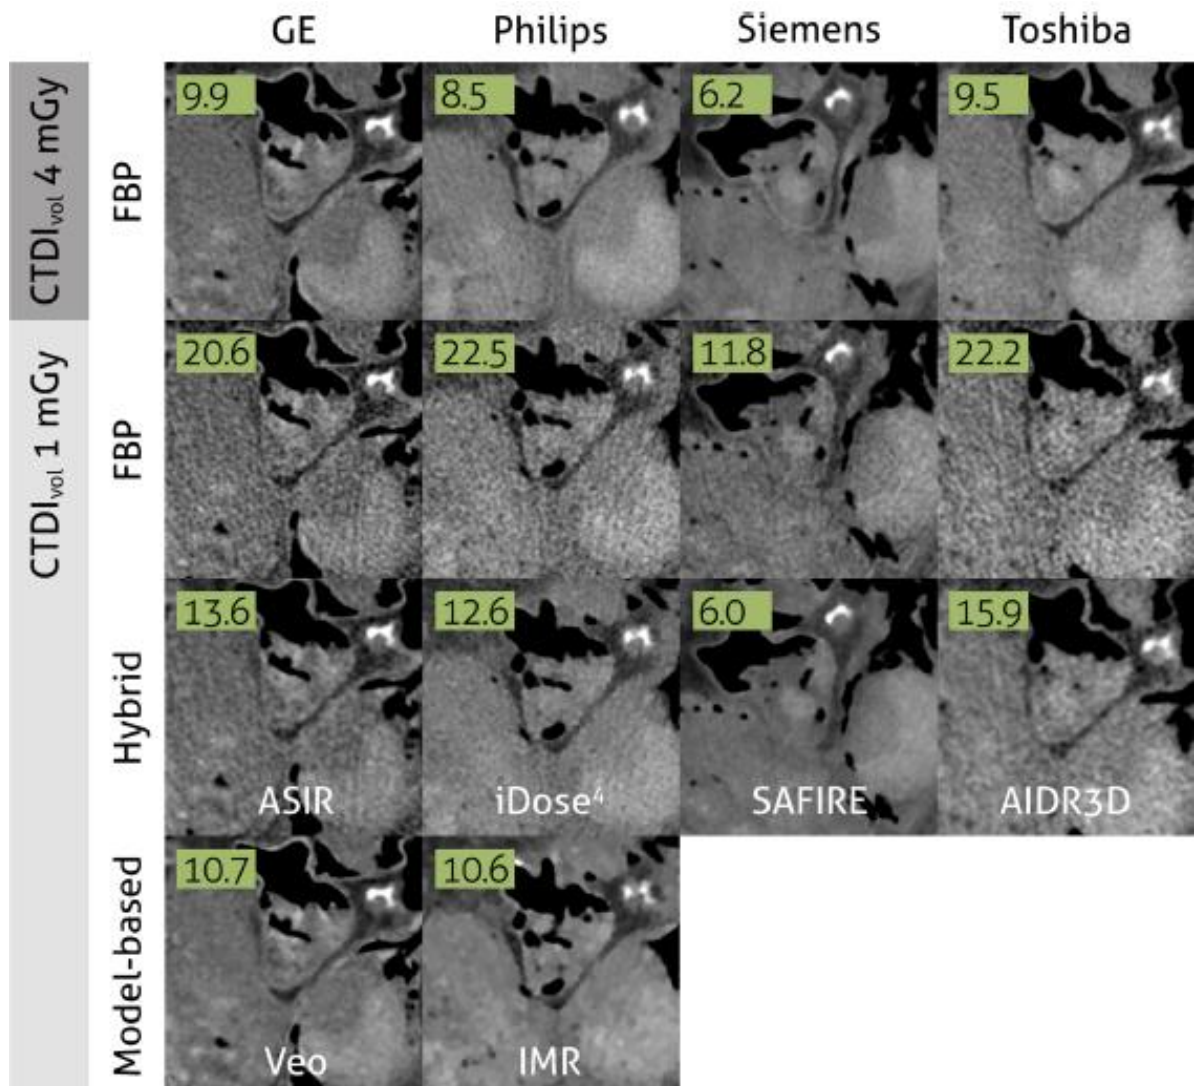 GE Philips Siemens Toshiba
CTDIvol 4 mGy
FBP
9.9 8.5 6.2 9.5
CTDIvol 1 mGy
FBP
20.6 22.5 11.8 22.2
Hybrid
13.6 12.6 6.0 15.9
ASIR iDose⁴ SAFIRE AIDR3D
Model-based
10.7 10.6
Veo IMR